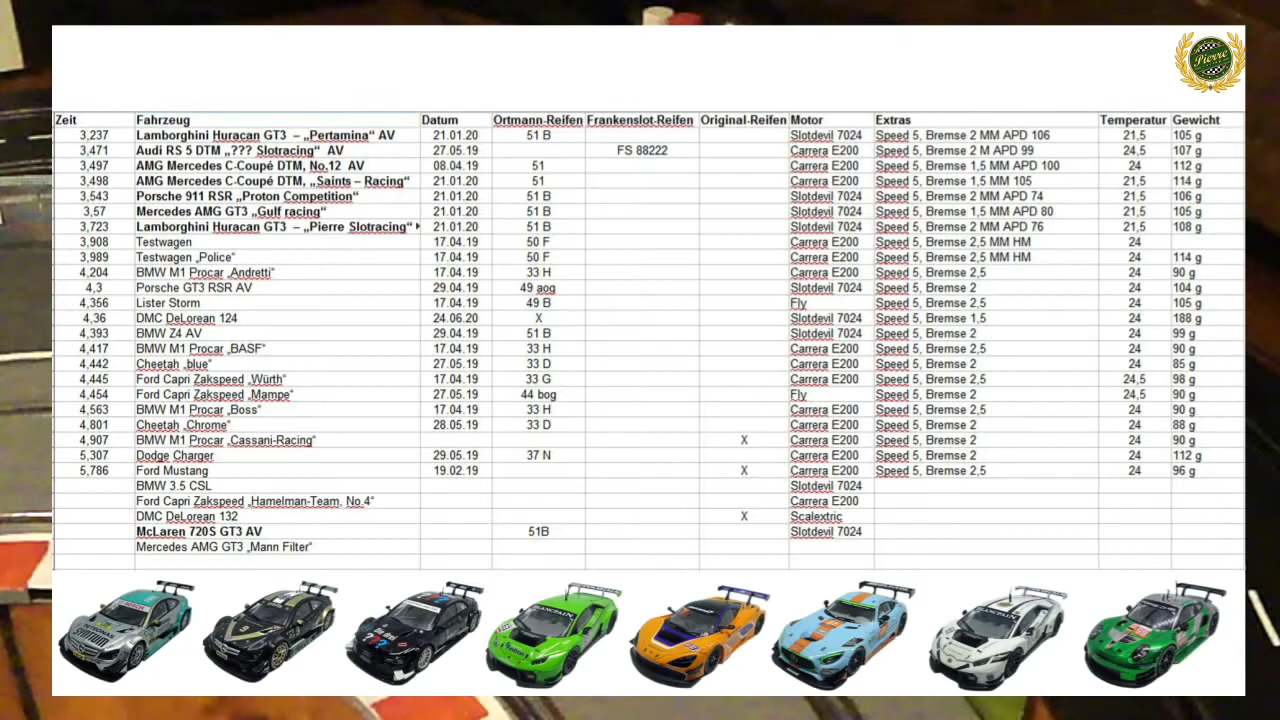 Pierre
Zeit Fahrzeug Datum Ortmann-Reifen Frankenslot-Reifen Original-Reifen Motor Extras Temperatur Gewicht
3,237 Lamborghini Huracan GT3 – „Pertamina“ AV 21.01.20 51 B Slotdevil 7024 Speed 5, Bremse 2 MM APD 106 21,5 105 g
3,471 Audi RS 5 DTM „??? Slotracing“ AV 27.05.19 FS 88222 Carrera E200 Speed 5, Bremse 2 M APD 99 24,5 107 g
3,497 AMG Mercedes C-Coupé DTM, No.12 AV 08.04.19 51 Carrera E200 Speed 5, Bremse 1,5 MM APD 100 24 112 g
3,498 AMG Mercedes C-Coupé DTM, „Saints – Racing“ 21.01.20 51 Carrera E200 Speed 5, Bremse 1,5 MM 105 21,5 114 g
3,543 Porsche 911 RSR „Proton Competition“ 21.01.20 51 B Slotdevil 7024 Speed 5, Bremse 2 MM APD 74 21,5 106 g
3,57 Mercedes AMG GT3 „Gulf racing“ 21.01.20 51 B Slotdevil 7024 Speed 5, Bremse 1,5 MM APD 80 21,5 105 g
3,723 Lamborghini Huracan GT3 – „Pierre Slotracing“ 21.01.20 51 B Slotdevil 7024 Speed 5, Bremse 2 MM APD 76 21,5 108 g
3,908 Testwagen 17.04.19 50 F Carrera E200 Speed 5, Bremse 2,5 MM HM 24
3,989 Testwagen „Police“ 17.04.19 50 F Carrera E200 Speed 5, Bremse 2,5 MM HM 24 114 g
4,204 BMW M1 Procar „Andretti“ 17.04.19 33 H Carrera E200 Speed 5, Bremse 2,5 24 90 g
4,3 Porsche GT3 RSR AV 29.04.19 49 aog Slotdevil 7024 Speed 5, Bremse 2 24 104 g
4,356 Lister Storm 17.04.19 49 B Fly Speed 5, Bremse 2,5 24 105 g
4,36 DMC DeLorean 124 24.06.20 X Slotdevil 7024 Speed 5, Bremse 1,5 24 188 g
4,393 BMW Z4 AV 29.04.19 51 B Slotdevil 7024 Speed 5, Bremse 2 24 99 g
4,417 BMW M1 Procar „BASF“ 17.04.19 33 H Carrera E200 Speed 5, Bremse 2,5 24 90 g
4,442 Cheetah „blue“ 27.05.19 33 D Carrera E200 Speed 5, Bremse 2 24 85 g
4,445 Ford Capri Zakspeed „Würth“ 17.04.19 33 G Carrera E200 Speed 5, Bremse 2,5 24,5 98 g
4,454 Ford Capri Zakspeed „Mampe“ 27.05.19 44 bog Fly Speed 5, Bremse 2 24,5 90 g
4,563 BMW M1 Procar „Boss“ 17.04.19 33 H Carrera E200 Speed 5, Bremse 2,5 24 90 g
4,801 Cheetah „Chrome“ 28.05.19 33 D Carrera E200 Speed 5, Bremse 2 24 88 g
4,907 BMW M1 Procar „Cassani-Racing“ X Carrera E200 Speed 5, Bremse 2 24 90 g
5,307 Dodge Charger 29.05.19 37 N Carrera E200 Speed 5, Bremse 2 24 112 g
5,786 Ford Mustang 19.02.19 X Carrera E200 Speed 5, Bremse 2,5 24 96 g
BMW 3.5 CSL Slotdevil 7024
Ford Capri Zakspeed „Hamelman-Team, No.4“ Carrera E200
DMC DeLorean 132 X Scalextric
McLaren 720S GT3 AV 51B Slotdevil 7024
Mercedes AMG GT3 „Mann Filter“